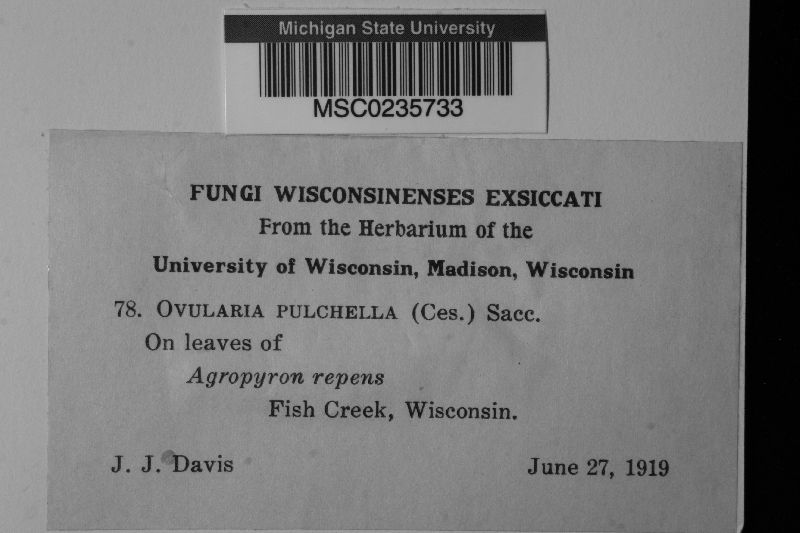 Michigan State University
MSC0235733
FUNGI WISCONSINENSES EXSICCATI
From the Herbarium of the
University of Wisconsin, Madison, Wisconsin
78. OVULARIA PULCHELLA (Ces.) Sacc.
On leaves of
Agropyron repens
Fish Creek, Wisconsin.
J. J. Davis June 27, 1919